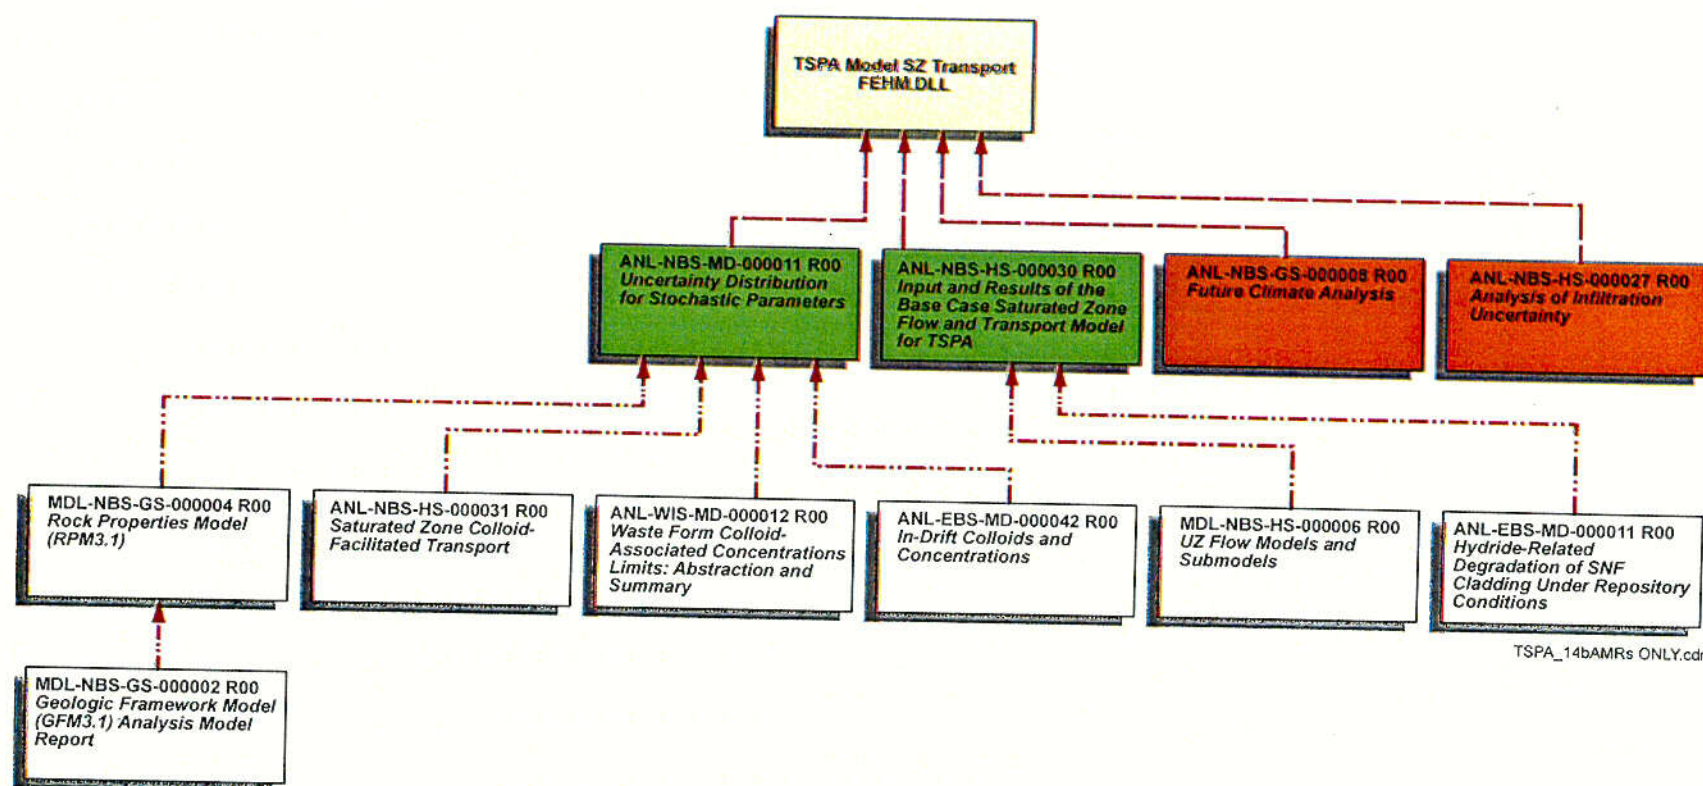 TSPA Model SZ Transport
FEHM.DLL
ANL-NBS-MD-000011 R00
Uncertainty Distribution
for Stochastic Parameters
ANL-NBS-HS-000030 R00
Input and Results of the
Base Case Saturated Zone
Flow and Transport Model
for TSPA
ANL-NBS-GS-000008 R00
Future Climate Analysis
ANL-NBS-HS-000027 R00
Analysis of Infiltration
Uncertainty
MDL-NBS-GS-000004 R00
Rock Properties Model
(RPM3.1)
ANL-NBS-HS-000031 R00
Saturated Zone Colloid-
Facilitated Transport
ANL-WIS-MD-000012 R00
Waste Form Colloid-
Associated Concentrations
Limits: Abstraction and
Summary
ANL-EBS-MD-000042 R00
In-Drift Colloids and
Concentrations
MDL-NBS-HS-000006 R00
UZ Flow Models and
Submodels
ANL-EBS-MD-000011 R00
Hydride-Related
Degradation of SNF
Cladding Under Repository
Conditions
TSPA_14bAMRs ONLY.cdr
MDL-NBS-GS-000002 R00
Geologic Framework Model
(GFM3.1) Analysis Model
Report